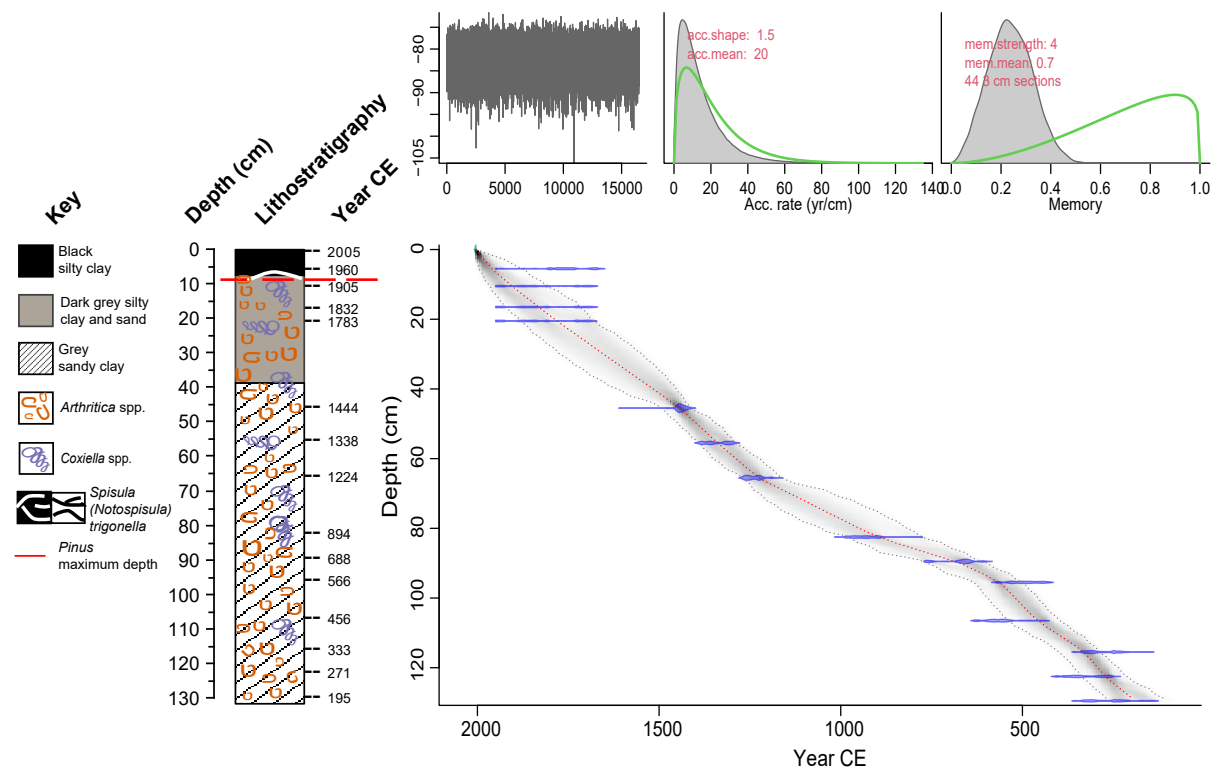 −80
−90
−105
0
5000
10000
15000
acc.shape: 1.5
acc.mean: 20
0
20
40
60
80
100
120
140
Acc. rate (yr/cm)
mem.strength: 4
mem.mean: 0.7
44 3 cm sections
0.0
0.2
0.4
0.6
0.8
1.0
Memory
Key
Depth (cm)
Lithostratigraphy
Year CE
Black
silty clay
Dark grey silty
clay and sand
Grey
sandy clay
Arthritica spp.
Coxiella spp.
Spisula
(Notospisula)
trigonella
Pinus
maximum depth
0
10
20
30
40
50
60
70
80
90
100
110
120
130
2005
1960
1905
1832
1783
1444
1338
1224
894
688
566
456
333
271
195
0
20
40
60
80
100
120
Depth (cm)
2000
1500
1000
500
Year CE